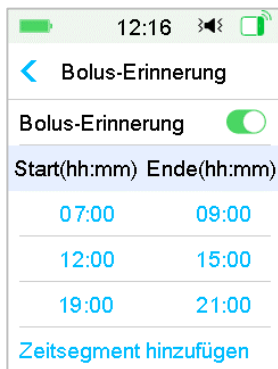 12:16
Bolus-Erinnerung
Bolus-Erinnerung
Start(hh:mm) Ende(hh:mm)
07:00 09:00
12:00 15:00
19:00 21:00
Zeitsegment hinzufügen